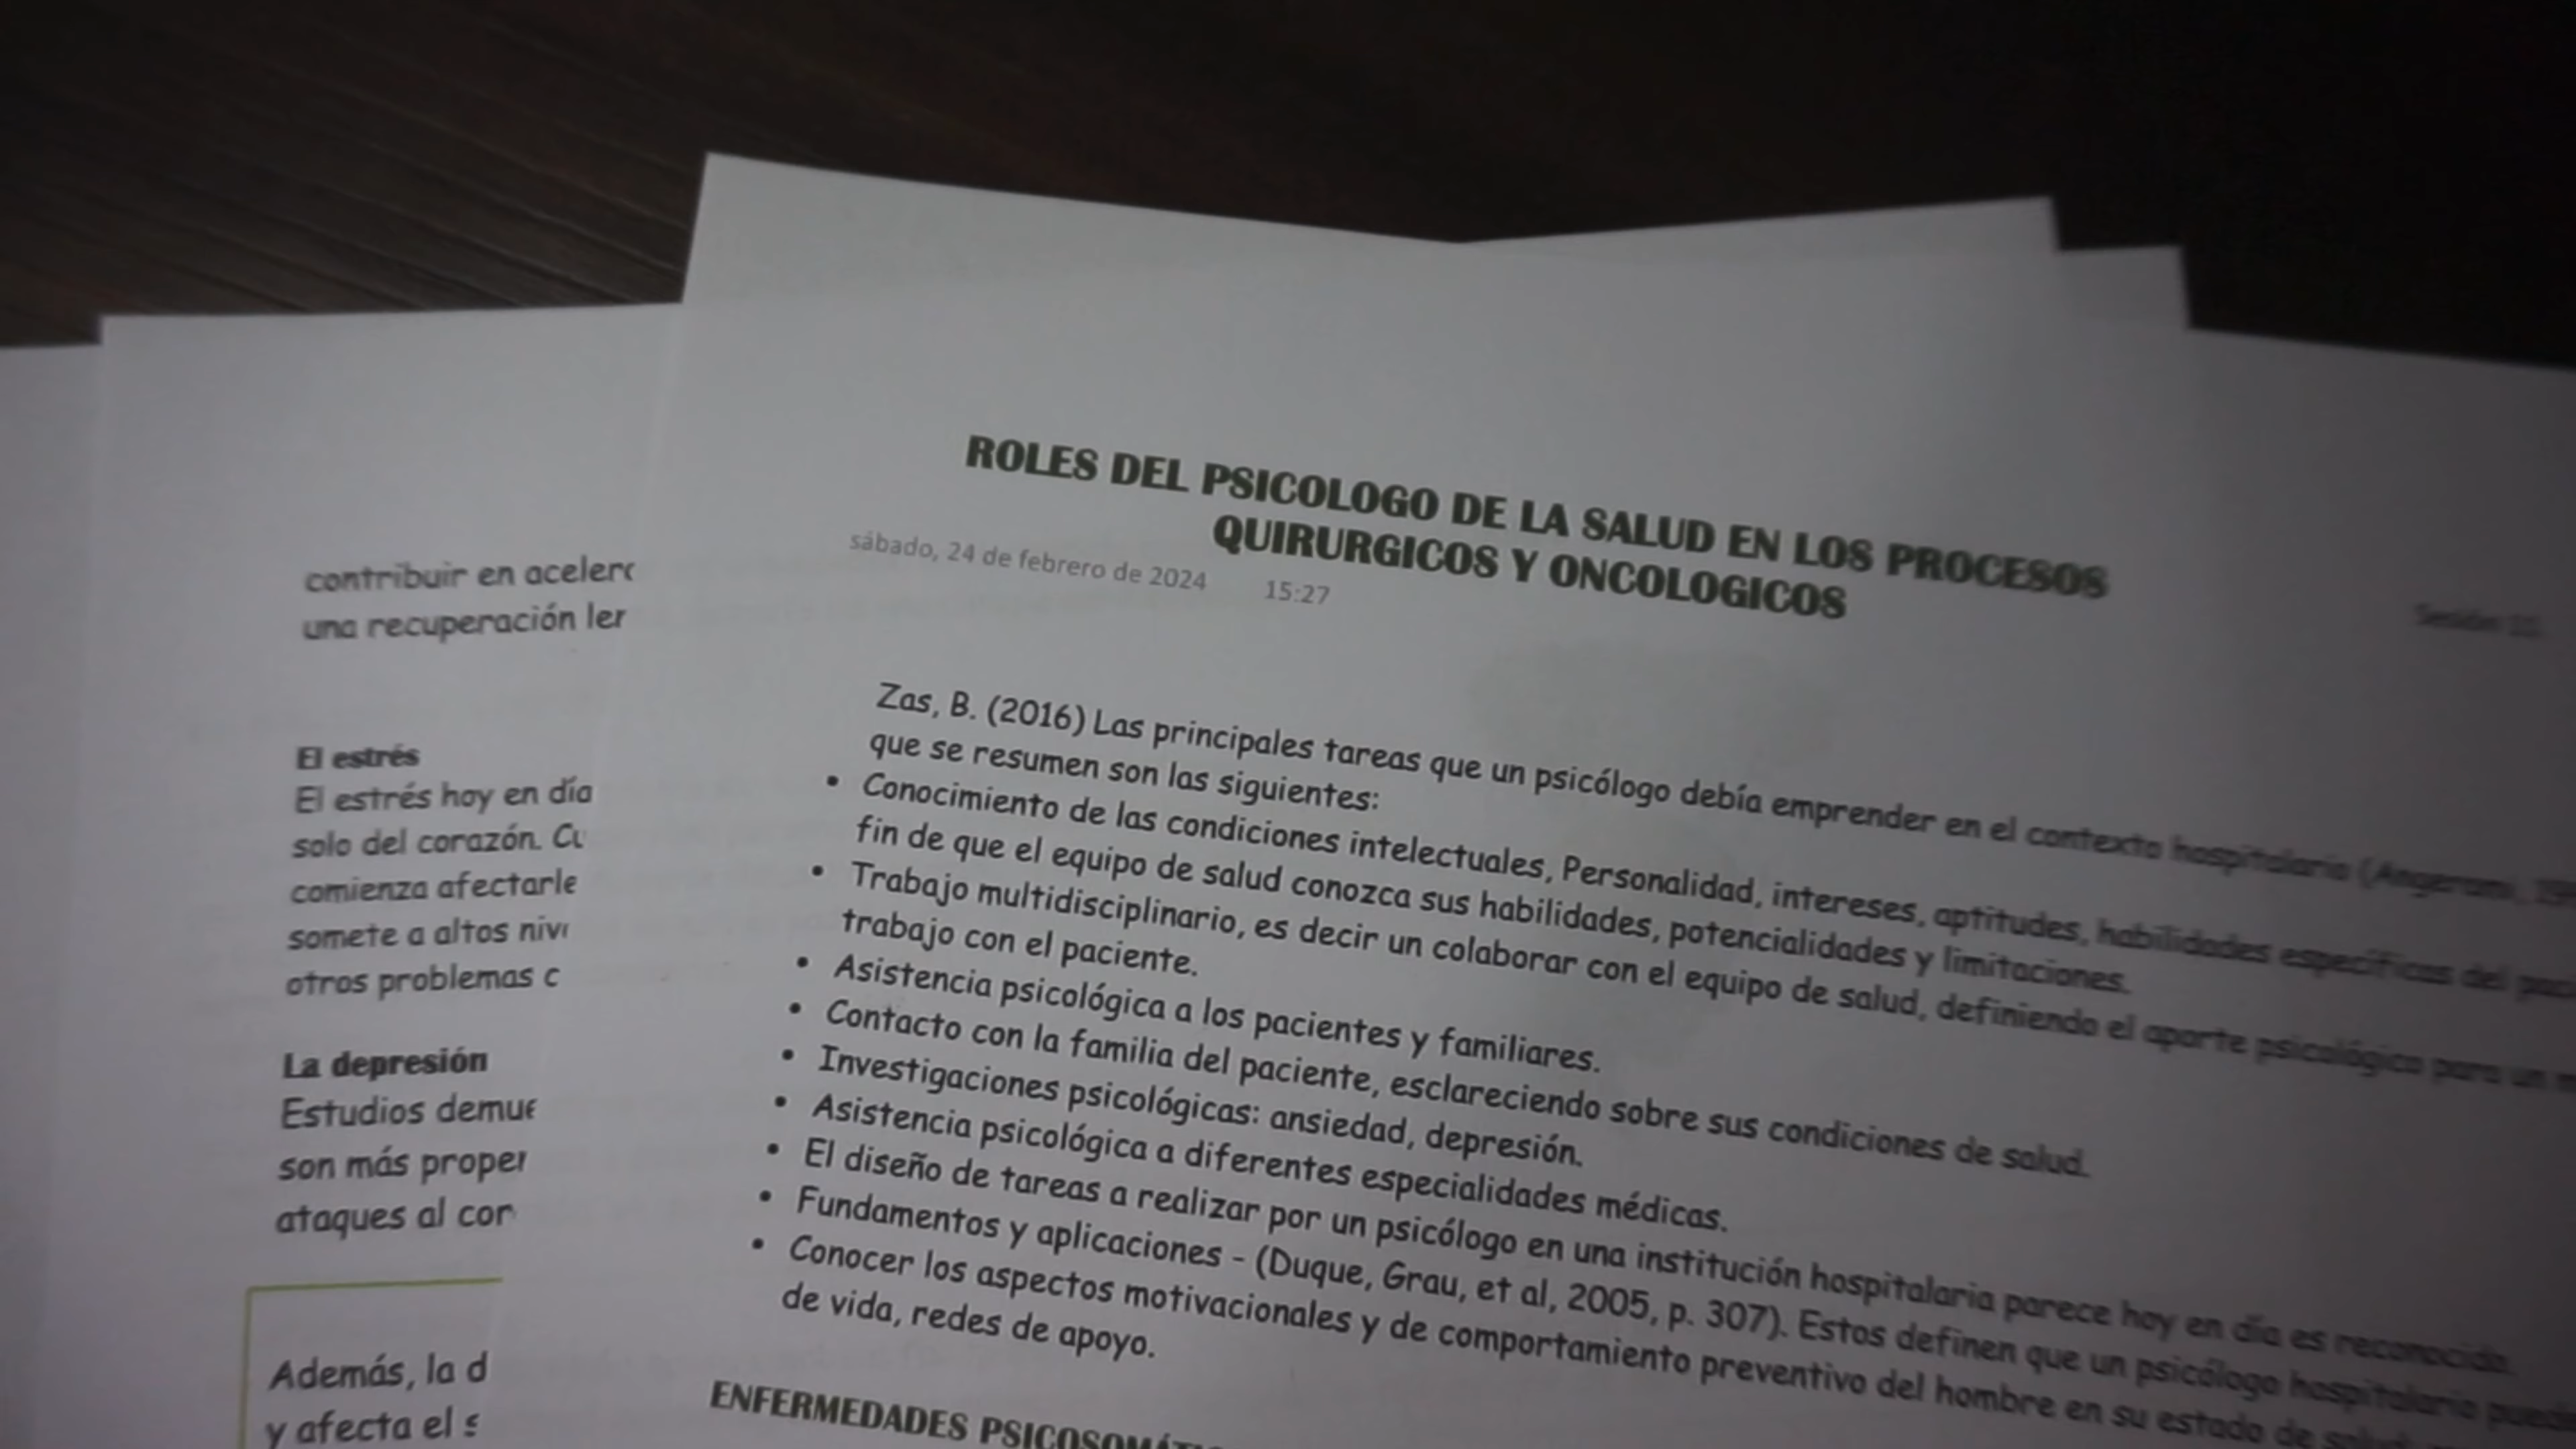 ROLES DEL PSICOLOGO DE LA SALUD EN LOS PROCESOS
QUIRURGICOS Y ONCOLOGICOS
sábado, 24 de febrero de 2024 15:27
Sesión 10
Zas, B. (2016) Las principales tareas que un psicólogo debía emprender en el contexto hospitalario (Angerami,
que se resumen son las siguientes:
• Conocimiento de las condiciones intelectuales, Personalidad, intereses, aptitudes, habilidades específicas del
fin de que el equipo de salud conozca sus habilidades, potencialidades y limitaciones.
• Trabajo multidisciplinario, es decir un colaborar con el equipo de salud, definiendo el aporte psicológico para un
trabajo con el paciente.
• Asistencia psicológica a los pacientes y familiares.
• Contacto con la familia del paciente, esclareciendo sobre sus condiciones de salud.
• Investigaciones psicológicas: ansiedad, depresión.
• Asistencia psicológica a diferentes especialidades médicas.
• El diseño de tareas a realizar por un psicólogo en una institución hospitalaria parece hoy en día es reconocida.
• Fundamentos y aplicaciones - (Duque, Grau, et al, 2005, p. 307). Estos definen que un psicólogo hospitalario
• Conocer los aspectos motivacionales y de comportamiento preventivo del hombre en su estado de salud
de vida, redes de apoyo.
ENFERMEDADES
contribuir en
una recuperación
El estrés
El estrés hoy en día
solo del corazón.
comienza afectarle
somete a altos
otros problemas
La depresión
Estudios
son más
ataques al
Además, la
y afecta el